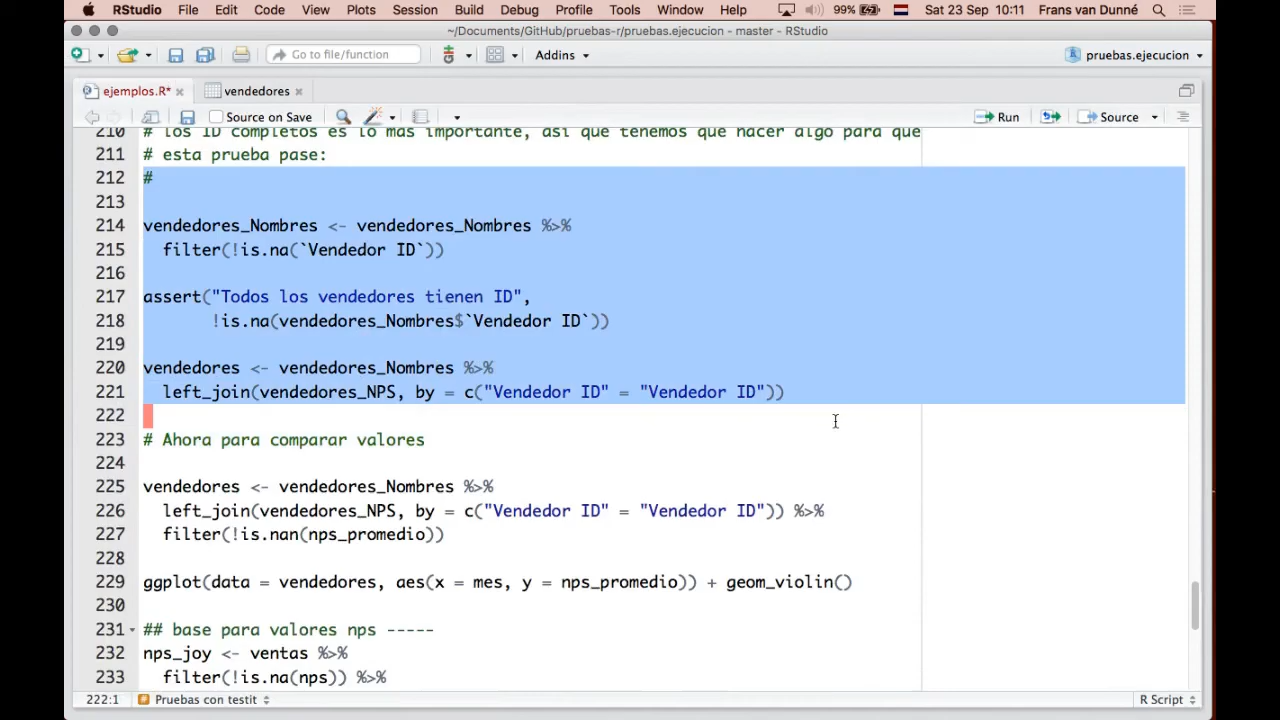 RStudio File Edit Code View Plots Session Build Debug Profile Tools Window Help 99% Sat 23 Sep 10:11 Frans van Dunné
~/Documents/GitHub/pruebas-r/pruebas.ejecucion - master - RStudio
Go to file/function Addins pruebas.ejecucion
ejemplos.R* vendedores
Source on Save Run Source
210 # los ID completos es lo mas importante, asi que tenemos que hacer algo para que
211 # esta prueba pase:
212 #
213
214 vendedores_Nombres <- vendedores_Nombres %>%
215 filter(!is.na(`Vendedor ID`))
216
217 assert("Todos los vendedores tienen ID",
218 !is.na(vendedores_Nombres$`Vendedor ID`))
219
220 vendedores <- vendedores_Nombres %>%
221 left_join(vendedores_NPS, by = c("Vendedor ID" = "Vendedor ID"))
222
223 # Ahora para comparar valores
224
225 vendedores <- vendedores_Nombres %>%
226 left_join(vendedores_NPS, by = c("Vendedor ID" = "Vendedor ID")) %>%
227 filter(!is.nan(nps_promedio))
228
229 ggplot(data = vendedores, aes(x = mes, y = nps_promedio)) + geom_violin()
230
231 ## base para valores nps -----
232 nps_joy <- ventas %>%
233 filter(!is.na(nps)) %>%
222:1 Pruebas con testit R Script